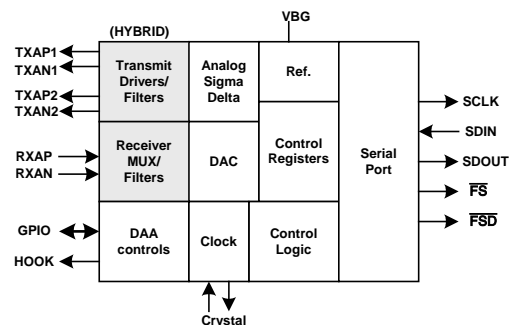 (HYBRID)
VBG
TXAP1
TXAN1
TXAP2
TXAN2
Transmit
Drivers/
Filters
Analog
Sigma
Delta
Ref.
RXAP
RXAN
Receiver
MUX/
Filters
DAC
Control
Registers
Serial
Port
SCLK
SDIN
SDOUT
FS
FSD
GPIO
HOOK
DAA
controls
Clock
Control
Logic
Crystal